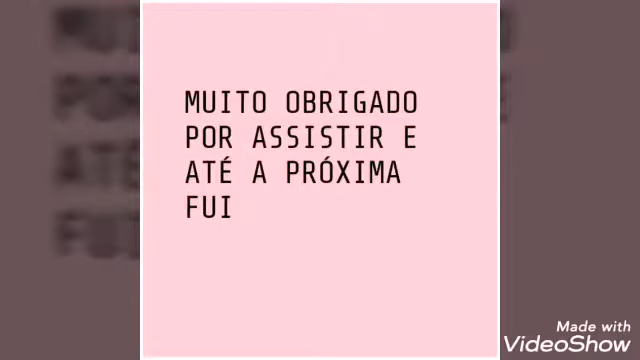 MUITO OBRIGADO
POR ASSISTIR E
ATÉ A PRÓXIMA
FUI
Made with
VideoShow